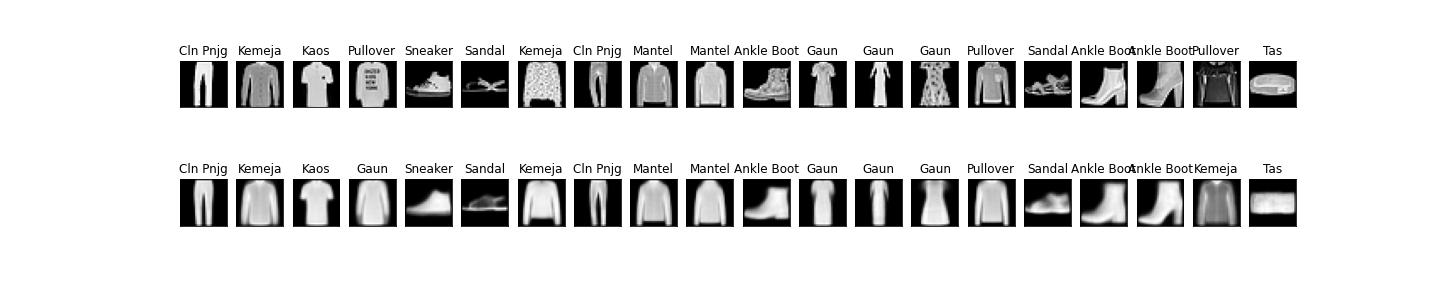 Cln Pnjg Kemeja Kaos Pullover Sneaker Sandal Kemeja Cln Pnjg Mantel Mantel Ankle Boot Gaun Gaun Gaun Pullover Sandal Ankle Boot Ankle Boot Pullover Tas
Cln Pnjg Kemeja Kaos Gaun Sneaker Sandal Kemeja Cln Pnjg Mantel Mantel Ankle Boot Gaun Gaun Gaun Pullover Sandal Ankle Boot Ankle Boot Kemeja Tas